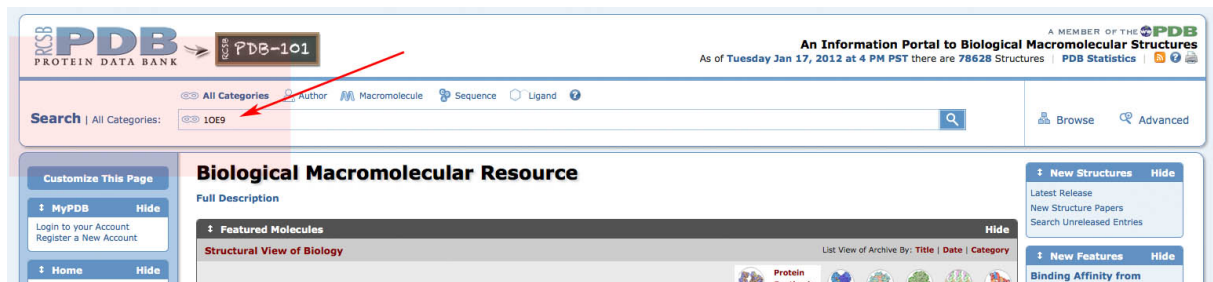 RCSB
PDB
PROTEIN DATA BANK
RCSB PDB-101
A MEMBER OF THE PDB
An Information Portal to Biological Macromolecular Structures
As of Tuesday Jan 17, 2012 at 4 PM PST there are 78628 Structures | PDB Statistics |
All Categories Author Macromolecule Sequence Ligand
Search | All Categories:
1OE9
Browse Advanced
Customize This Page
MyPDB Hide
Login to your Account
Register a New Account
Home Hide
Biological Macromolecular Resource
Full Description
Featured Molecules Hide
Structural View of Biology
List View of Archive By: Title | Date | Category
Protein
New Structures Hide
Latest Release
New Structure Papers
Search Unreleased Entries
New Features Hide
Binding Affinity from